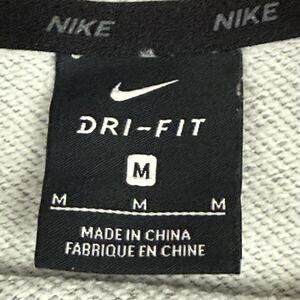 NIKE NIKE
DRI-FIT
M
M M M
MADE IN CHINA
FABRIQUE EN CHINE